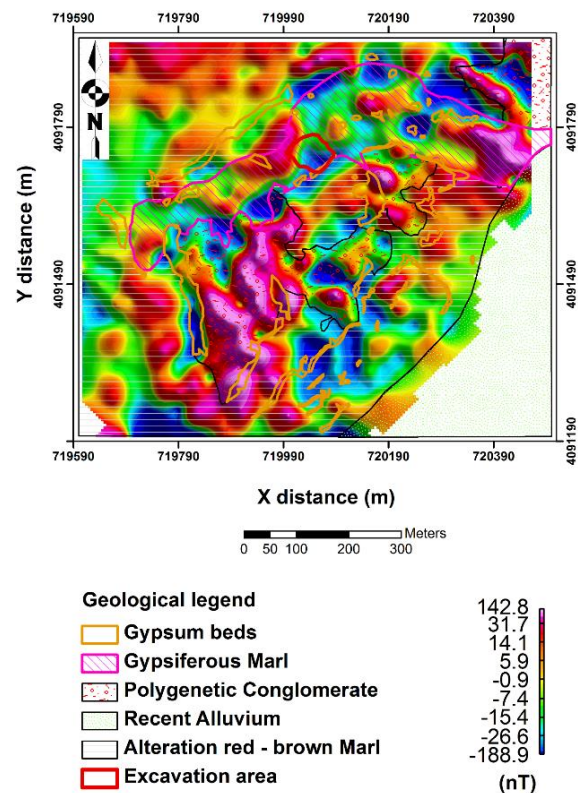 719590 719790 719990 720190 720390
N
4091790 4091790
4091490 4091490
4091190 4091190
Y distance (m)
719590 719790 719990 720190 720390
X distance (m)
Meters
0 50 100 200 300
Geological legend
Gypsum beds
Gypsiferous Marl
Polygenetic Conglomerate
Recent Alluvium
Alteration red - brown Marl
Excavation area
142.8
31.7
14.1
5.9
-0.9
-7.4
-15.4
-26.6
-188.9
(nT)